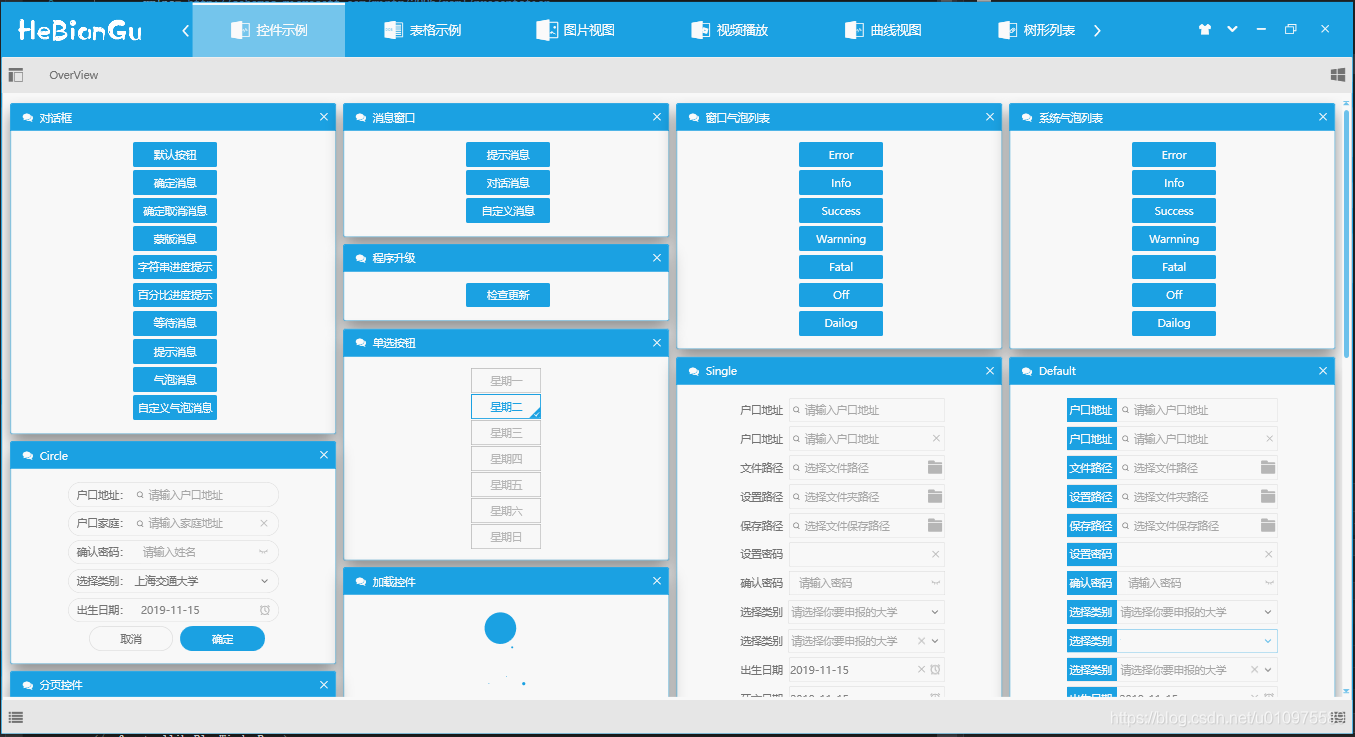 HeBianGu
控件示例
表格示例
图片视图
视频播放
曲线视图
树形列表
OverView
对话框
默认按钮
确定消息
确定取消消息
蒙版消息
字符串进度提示
百分比进度提示
等待消息
提示消息
气泡消息
自定义气泡消息
Circle
户口地址: 请输入户口地址
户口家庭: 请输入家庭地址
确认密码: 请输入姓名
选择类别: 上海交通大学
出生日期: 2019-11-15
取消 确定
分页控件
消息窗口
提示消息
对话消息
自定义消息
程序升级
检查更新
单选按钮
星期一
星期二
星期三
星期四
星期五
星期六
星期日
加载控件
窗口气泡列表
Error
Info
Success
Warnning
Fatal
Off
Dailog
Single
户口地址 请输入户口地址
户口地址 请输入户口地址
文件路径 选择文件路径
设置路径 选择文件夹路径
保存路径 选择文件保存路径
设置密码
确认密码 请输入密码
选择类别 请选择你要申报的大学
选择类别 请选择你要申报的大学
出生日期 2019-11-15
系统气泡列表
Error
Info
Success
Warnning
Fatal
Off
Dailog
Default
户口地址 请输入户口地址
户口地址 请输入户口地址
文件路径 选择文件路径
设置路径 选择文件夹路径
保存路径 选择文件保存路径
设置密码
确认密码 请输入密码
选择类别 请选择你要申报的大学
选择类别
选择类别 请选择你要申报的大学